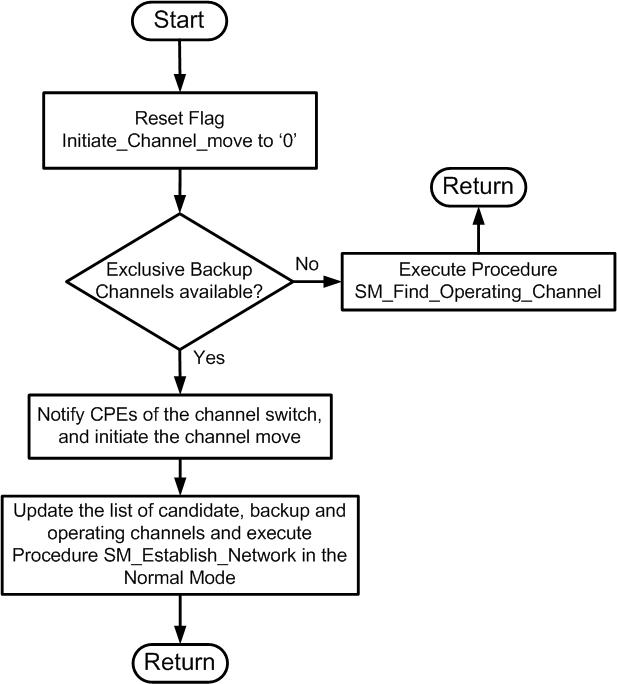 Start
Reset Flag
Initiate_Channel_move to ‘0’
Return
Exclusive Backup
Channels available?
No
Execute Procedure
SM_Find_Operating_Channel
Yes
Notify CPEs of the channel switch,
and initiate the channel move
Update the list of candidate, backup and
operating channels and execute
Procedure SM_Establish_Network in the
Normal Mode
Return